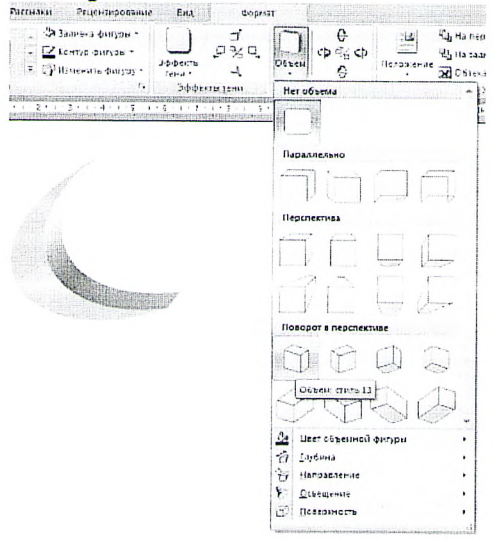 Рассылки Рецензирование Вид Формат
Заливка фигуры
Контур фигуры
Изменить фигуру
Эффекты
тени
Эффекты тени
Объем
Положение
На пер
На зад
Обтека
Нет объема
Параллельно
Перспектива
Поворот в перспективе
Объем: стиль 13
Цвет объемной фигуры
Глубина
Направление
Освещение
Поверхность